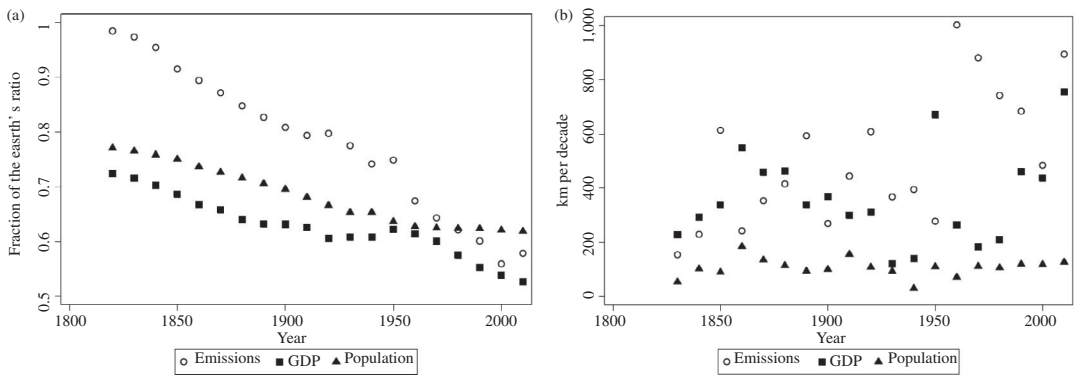 (a)
Fraction of the easrth' s ratio
1
0.9
0.8
0.7
0.6
0.5
1800 1850 1900 1950 2000
Year
Emissions GDP Population
(b)
km per decade
1,000
800
600
400
200
0
1800 1850 1900 1950 2000
Year
Emissions GDP Population